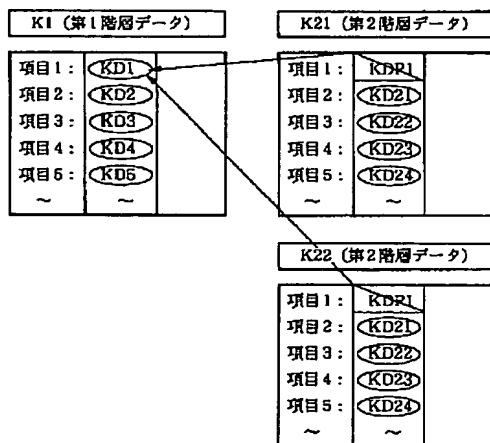 K1 (第1階層データ)
項目1: KD1
項目2: KD2
項目3: KD3
項目4: KD4
項目5: KD5
~ ~
K21 (第2階層データ)
項目1: KDP1
項目2: KD21
項目3: KD22
項目4: KD23
項目5: KD24
~ ~
K22 (第2階層データ)
項目1: KDP1
項目2: KD21
項目3: KD22
項目4: KD23
項目5: KD24
~ ~